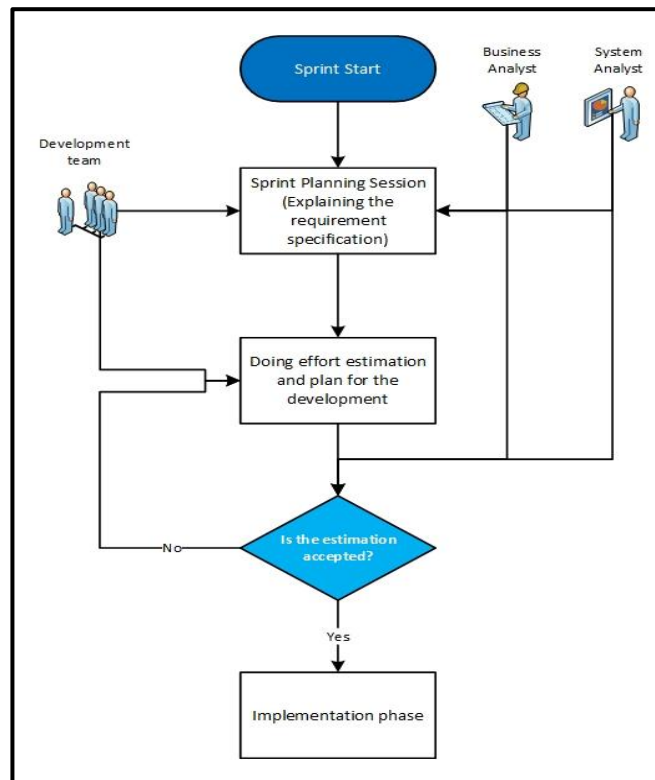 Sprint Start
Business
Analyst
System
Analyst
Development
team
Sprint Planning Session
(Explaining the
requirement
specification)
Doing effort estimation
and plan for the
development
Is the estimation
accepted?
No
Yes
Implementation phase